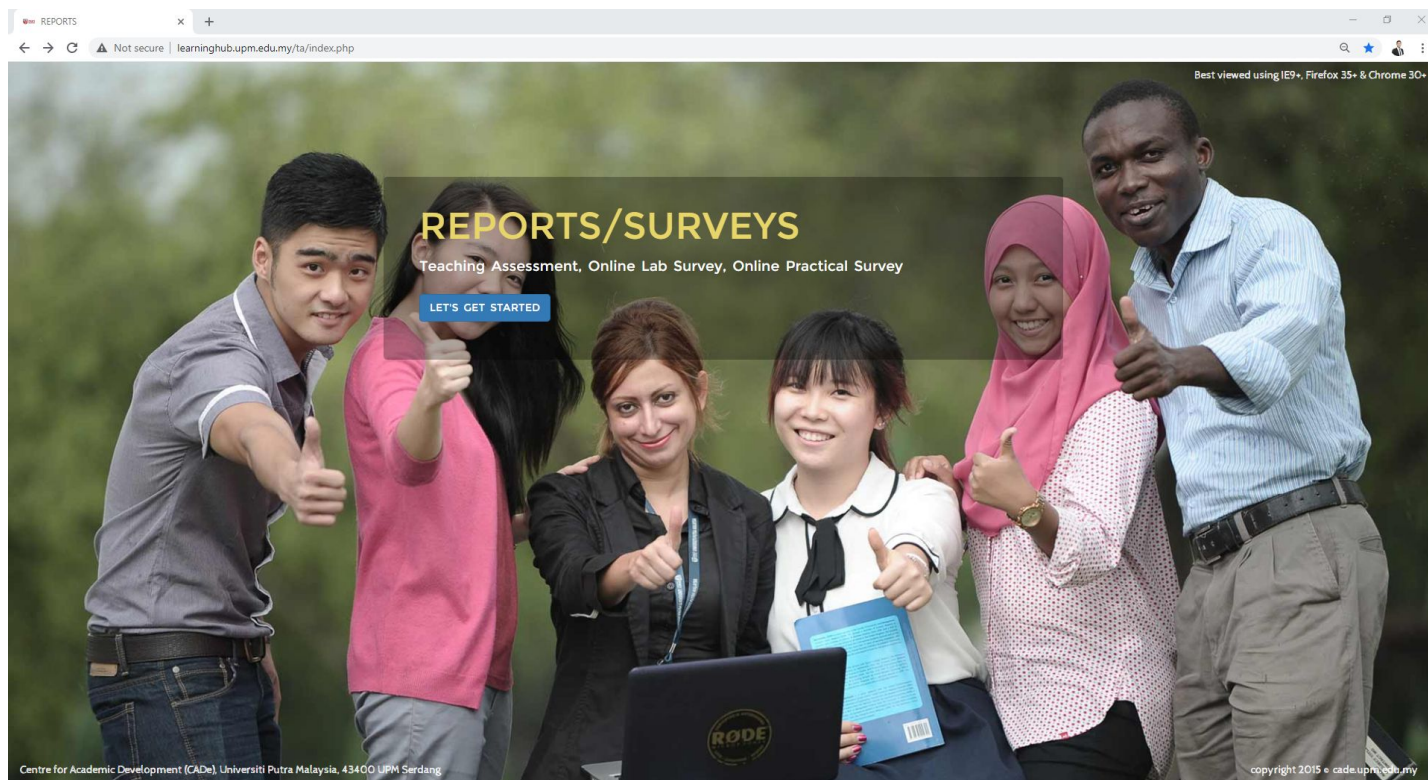 REPORTS
Not secure | learninghub.upm.edu.my/ta/index.php
Best viewed using IE9+, Firefox 35+ & Chrome 30+
REPORTS/SURVEYS
Teaching Assessment, Online Lab Survey, Online Practical Survey
LET'S GET STARTED
RØDE
Centre for Academic Development (CADe), Universiti Putra Malaysia, 43400 UPM Serdang
copyright 2015 © cade.upm.edu.my